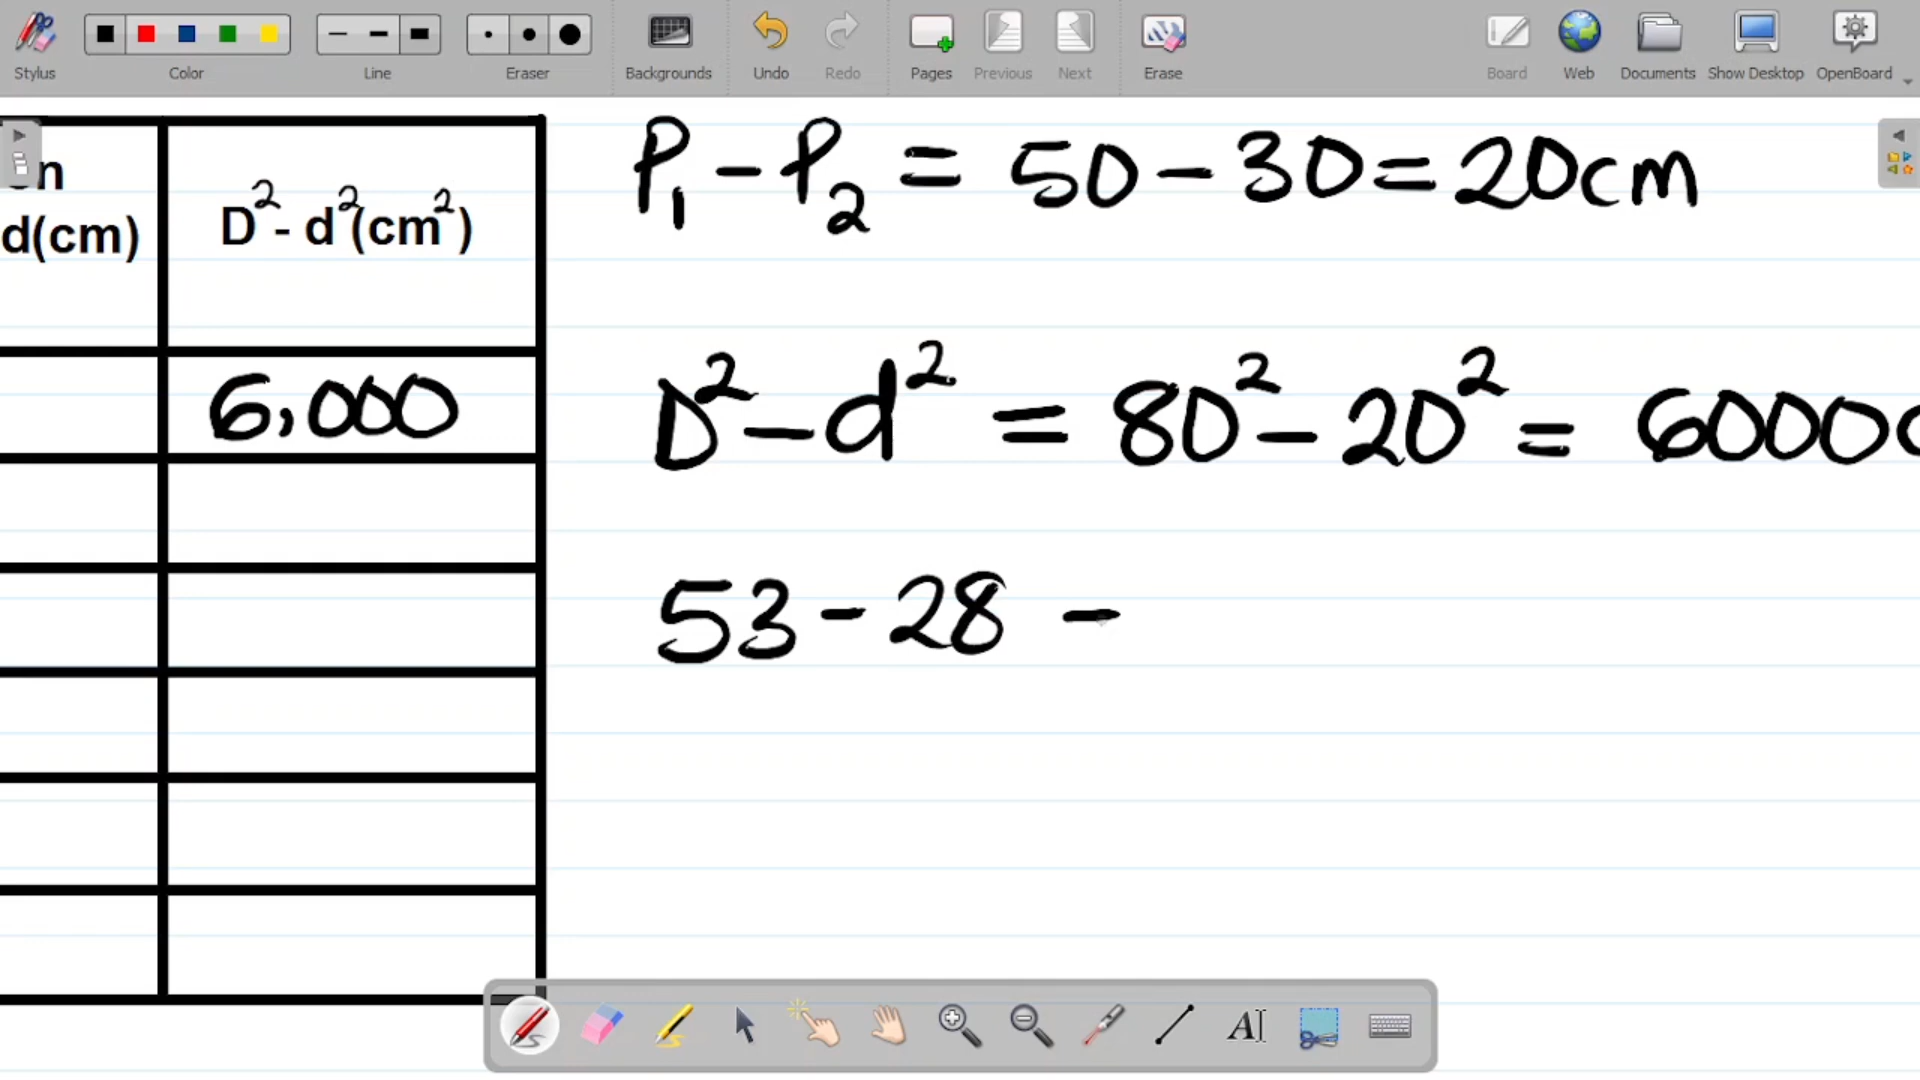 Stylus Color Line Eraser Backgrounds Undo Redo Pages Previous Next Erase Board Web Documents Show Desktop OpenBoard
d(cm)
D² - d²(cm²)
6,000
P₁ - P₂ = 50 - 30 = 20cm
D² - d² = 80² - 20² = 6000
53 - 28 -